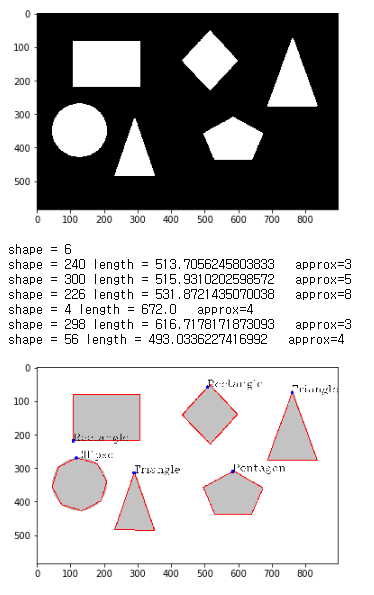 0
100
200
300
400
500
0 100 200 300 400 500 600 700 800
shape = 6
shape = 240 length = 513.7056245803833 approx=3
shape = 300 length = 515.9310202598572 approx=5
shape = 226 length = 531.8721435070038 approx=8
shape = 4 length = 672.0 approx=4
shape = 298 length = 616.7178171873093 approx=3
shape = 56 length = 493.0336227416992 approx=4
0
Rectangle
Triangle
100
200
Rectangle
Ellipse
Triangle
Pentagon
300
400
500
0 100 200 300 400 500 600 700 800